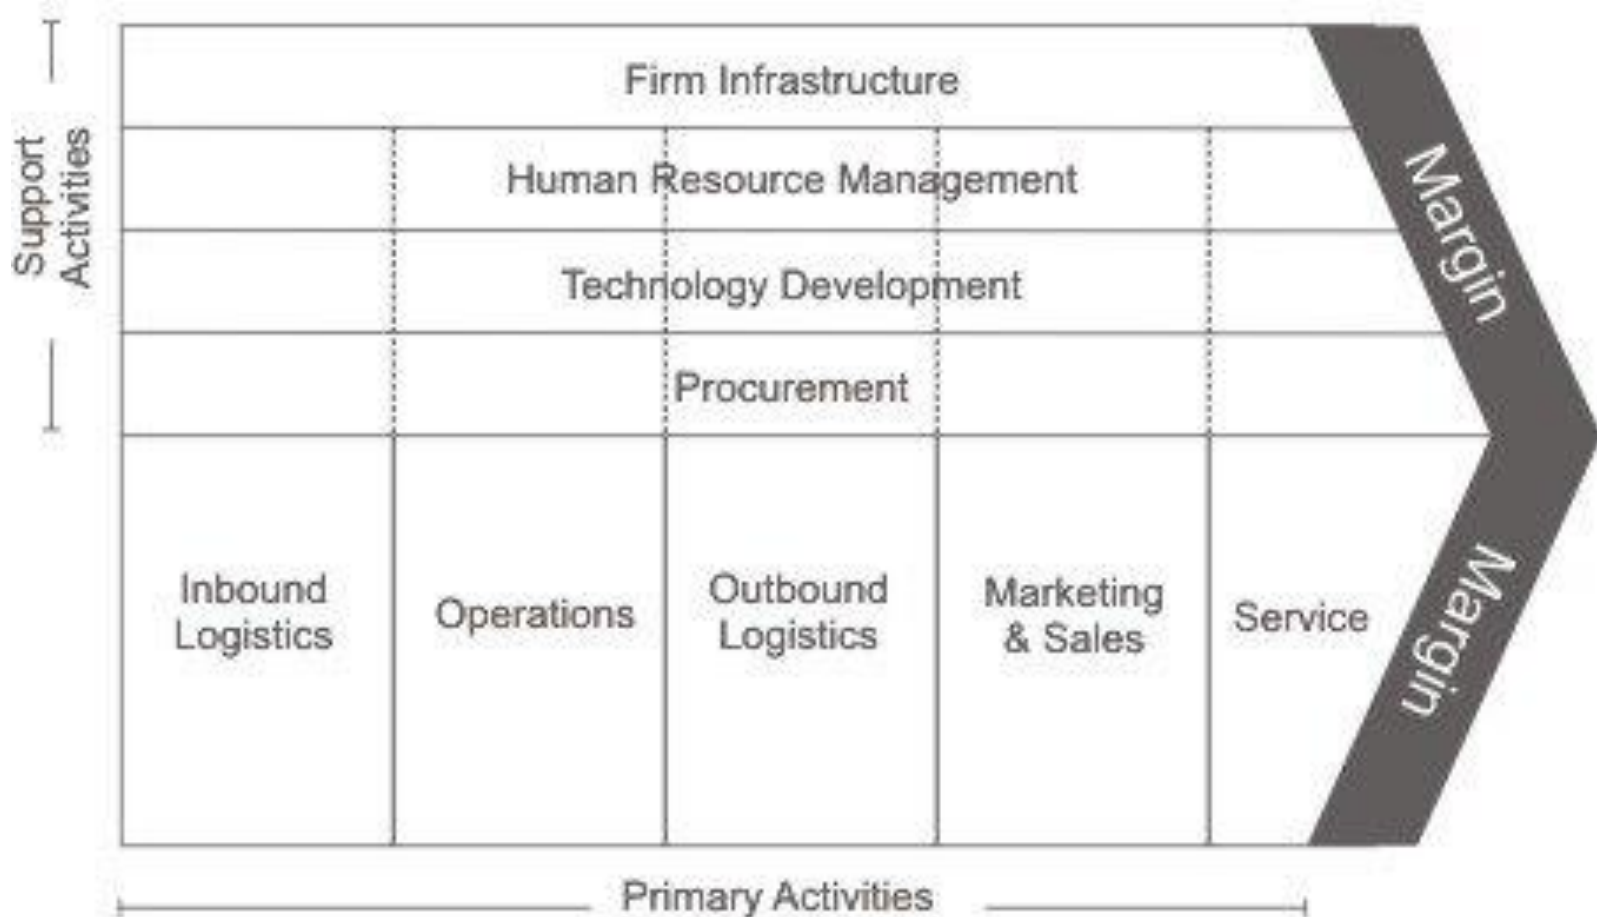 Support
Activities
Firm Infrastructure
Human Resource Management
Technology Development
Procurement
Margin
Inbound
Logistics
Operations
Outbound
Logistics
Marketing
& Sales
Service
Margin
Primary Activities